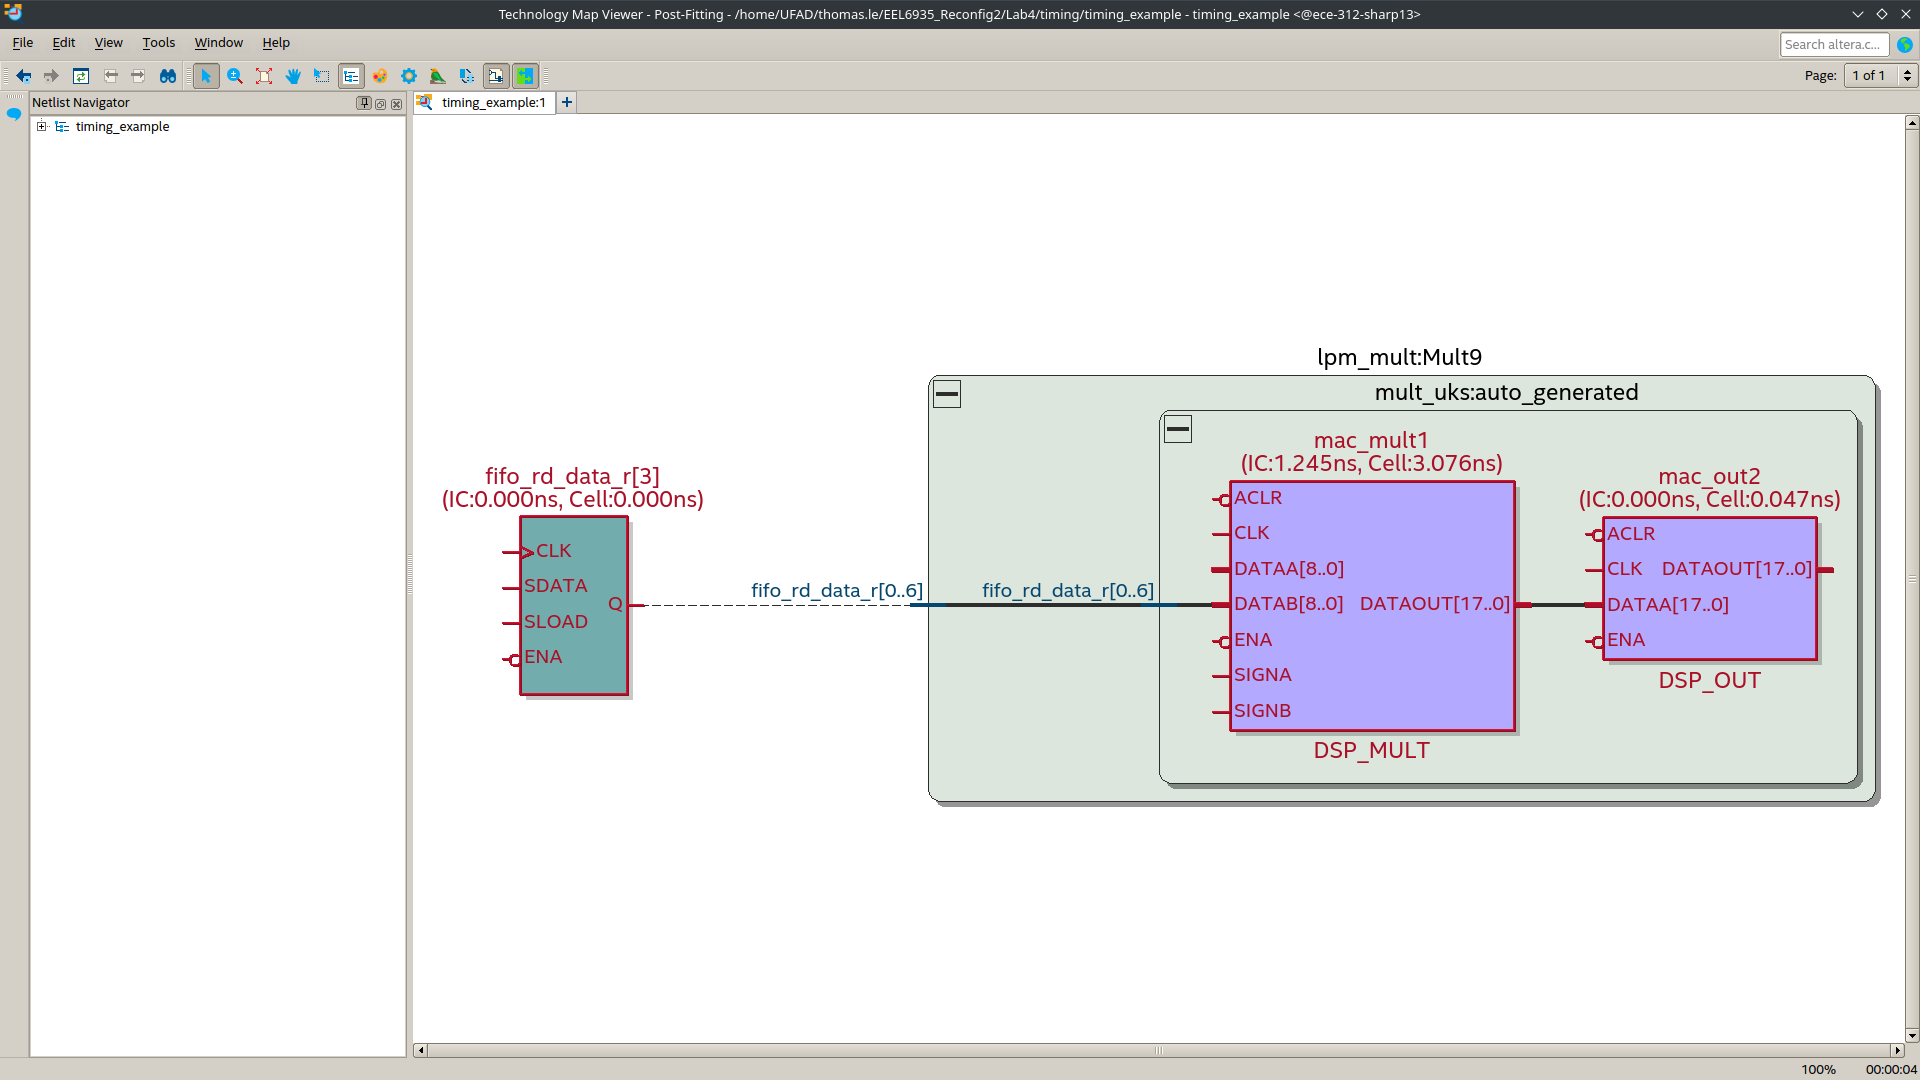 Technology Map Viewer - Post-Fitting - /home/UFAD/thomas.le/EEL6935_Reconfig2/Lab4/timing/timing_example - timing_example <@ece-312-sharp13>
File Edit View Tools Window Help
Search altera.c...
Page: 1 of 1
Netlist Navigator
timing_example:1
timing_example
lpm_mult:Mult9
mult_uks:auto_generated
mac_mult1
(IC:1.245ns, Cell:3.076ns)
fifo_rd_data_r[3]
(IC:0.000ns, Cell:0.000ns)
mac_out2
(IC:0.000ns, Cell:0.047ns)
CLK
SDATA
Q
SLOAD
ENA
fifo_rd_data_r[0..6]
fifo_rd_data_r[0..6]
ACLR
CLK
DATAA[8..0]
DATAB[8..0] DATAOUT[17..0]
ENA
SIGNA
SIGNB
DSP_MULT
ACLR
CLK DATAOUT[17..0]
DATAA[17..0]
ENA
DSP_OUT
100% 00:00:04